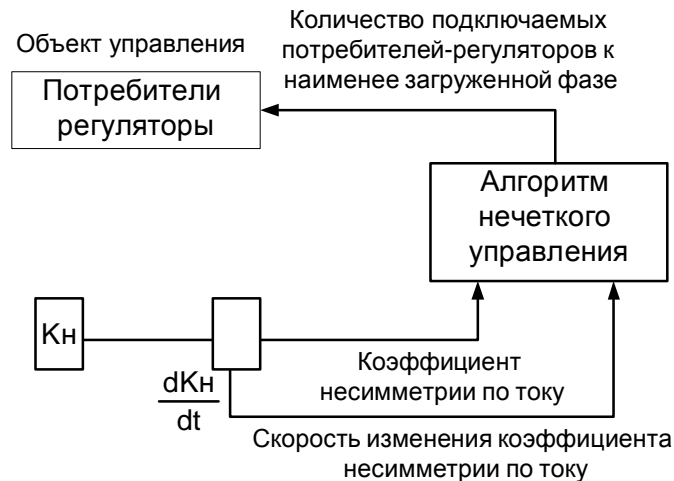 Объект управления
Количество подключаемых
потребителей-регуляторов к
наименее загруженной фазе
Потребители
регуляторы
Алгоритм
нечеткого
управления
Кн
dКн
dt
Коэффициент
несимметрии по току
Скорость изменения коэффициента
несимметрии по току